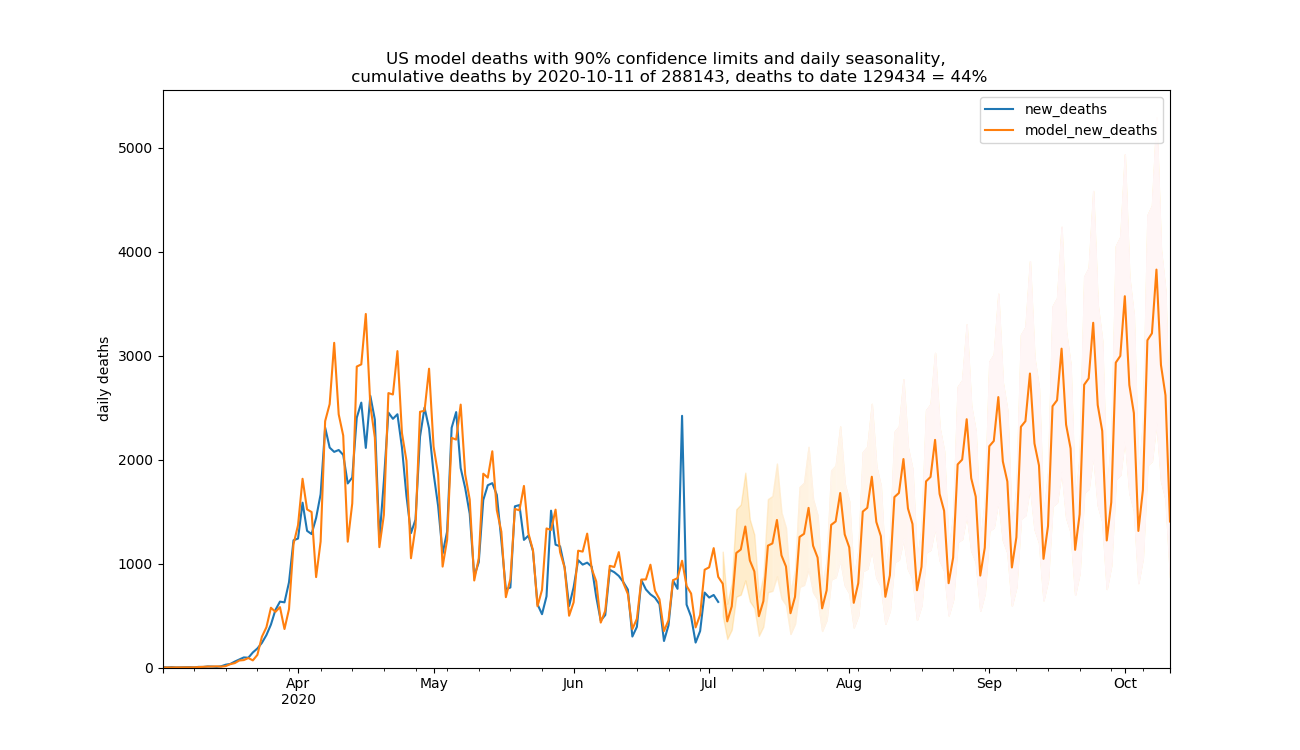 US model deaths with 90% confidence limits and daily seasonality,
cumulative deaths by 2020-10-11 of 288143, deaths to date 129434 = 44%
new_deaths
model_new_deaths
daily deaths
5000
4000
3000
2000
1000
0
Apr
2020
May
Jun
Jul
Aug
Sep
Oct